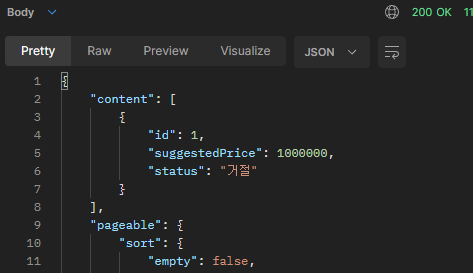 Body
200 OK 11
Pretty Raw Preview Visualize JSON
1 {
2 "content": [
3 {
4 "id": 1,
5 "suggestedPrice": 1000000,
6 "status": "거절"
7 }
8 ],
9 "pageable": {
10 "sort": {
11 "empty": false,